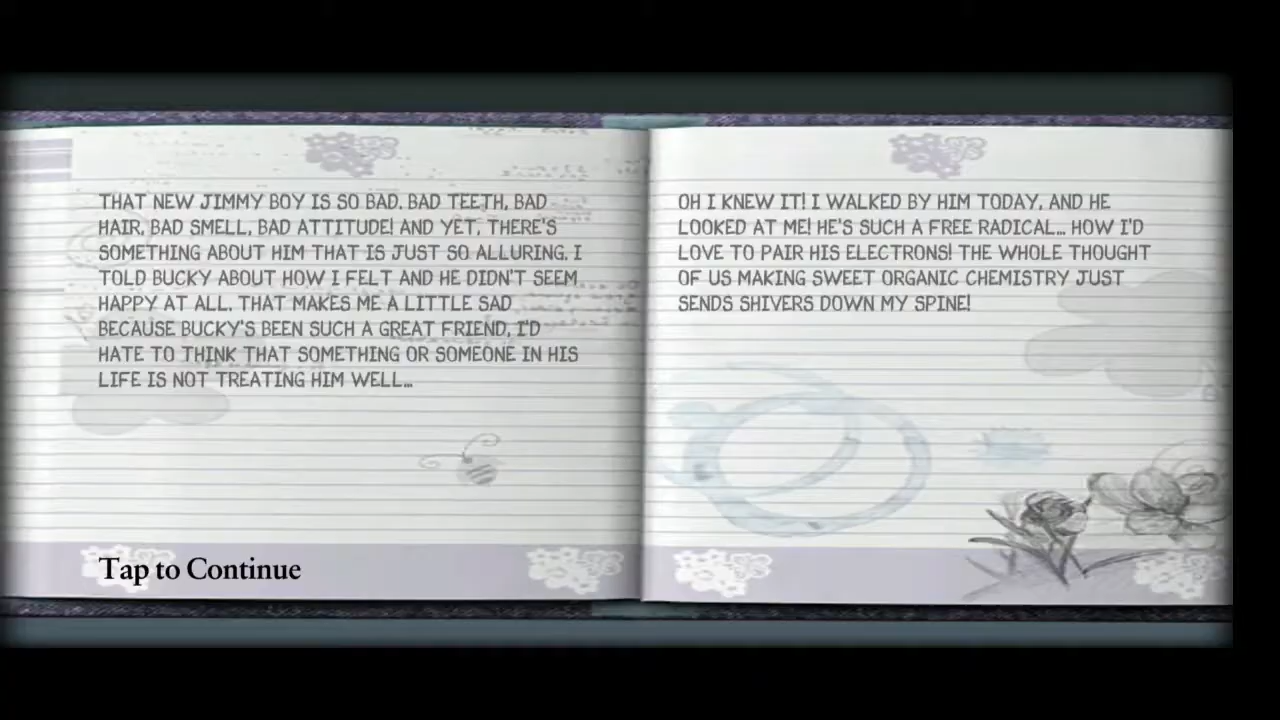 THAT NEW JIMMY BOY IS SO BAD. BAD TEETH, BAD
HAIR, BAD SMELL, BAD ATTITUDE! AND YET, THERE'S
SOMETHING ABOUT HIM THAT IS JUST SO ALLURING. I
TOLD BUCKY ABOUT HOW I FELT AND HE DIDN'T SEEM
HAPPY AT ALL. THAT MAKES ME A LITTLE SAD
BECAUSE BUCKY'S BEEN SUCH A GREAT FRIEND, I'D
HATE TO THINK THAT SOMETHING OR SOMEONE IN HIS
LIFE IS NOT TREATING HIM WELL...
Tap to Continue
OH I KNEW IT! I WALKED BY HIM TODAY, AND HE
LOOKED AT ME! HE'S SUCH A FREE RADICAL... HOW I'D
LOVE TO PAIR HIS ELECTRONS! THE WHOLE THOUGHT
OF US MAKING SWEET ORGANIC CHEMISTRY JUST
SENDS SHIVERS DOWN MY SPINE!